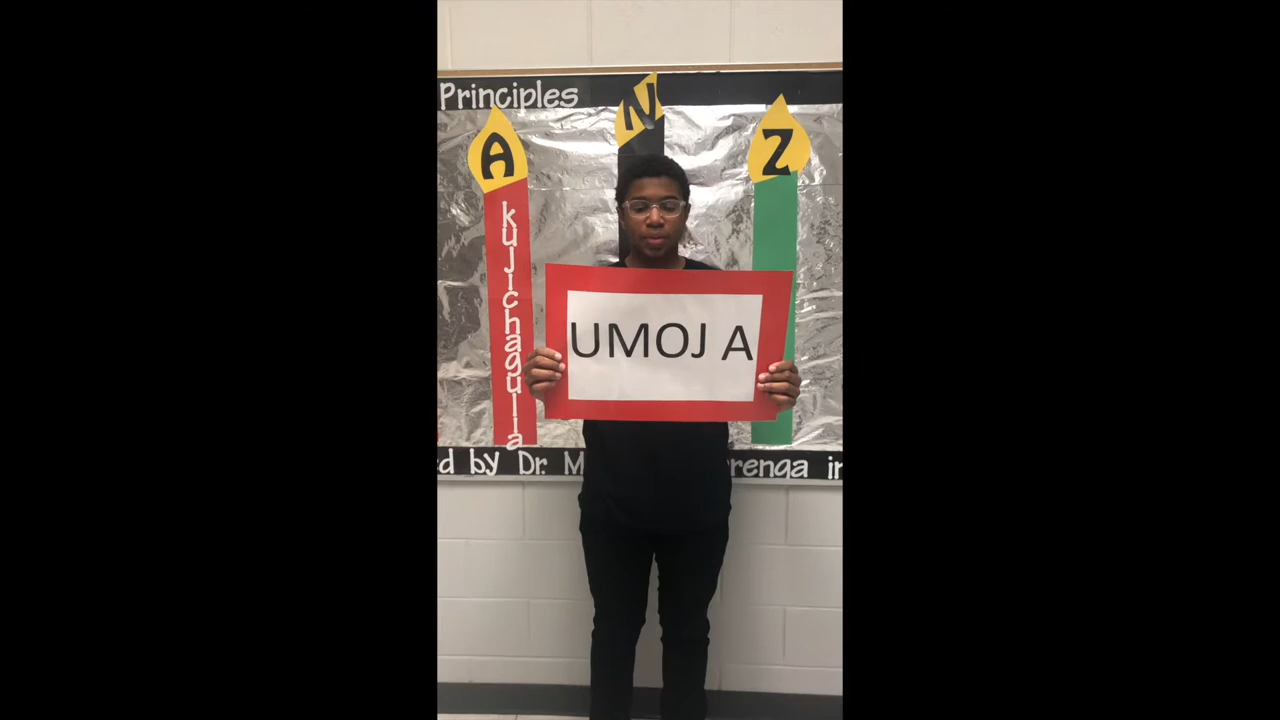 Principles
A
N
Z
kujichagulia
UMOJ A
d by Dr. M renga in